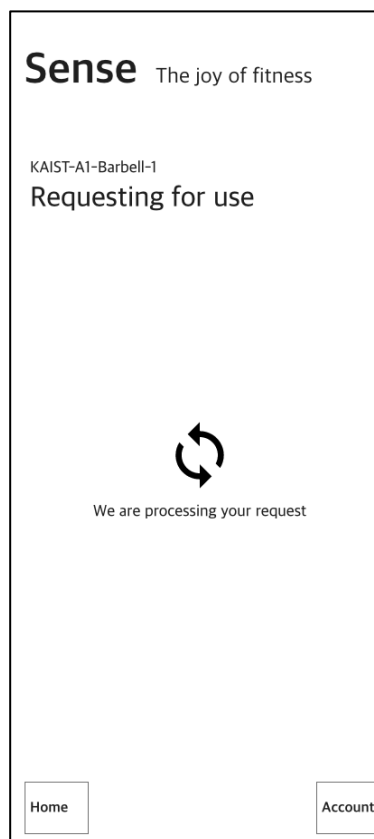 Sense The joy of fitness
KAIST-A1-Barbell-1
Requesting for use
We are processing your request
Home
Account